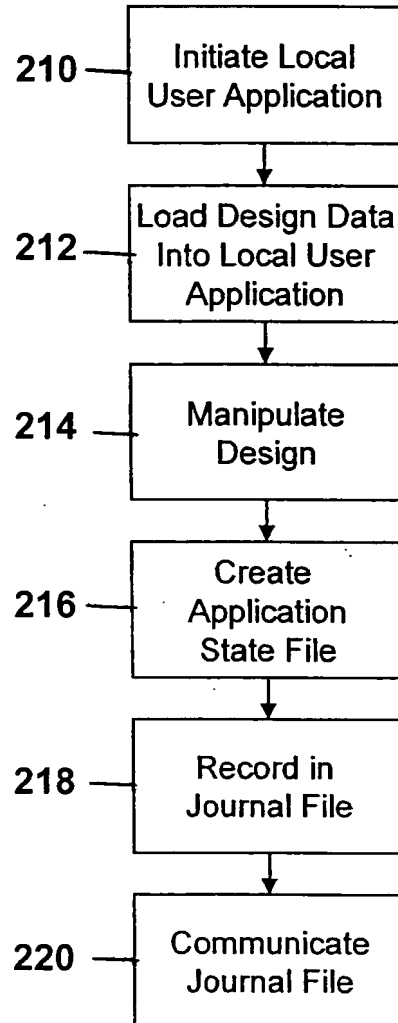 210
Initiate Local
User Application
212
Load Design Data
Into Local User
Application
214
Manipulate
Design
216
Create
Application
State File
218
Record in
Journal File
220
Communicate
Journal File